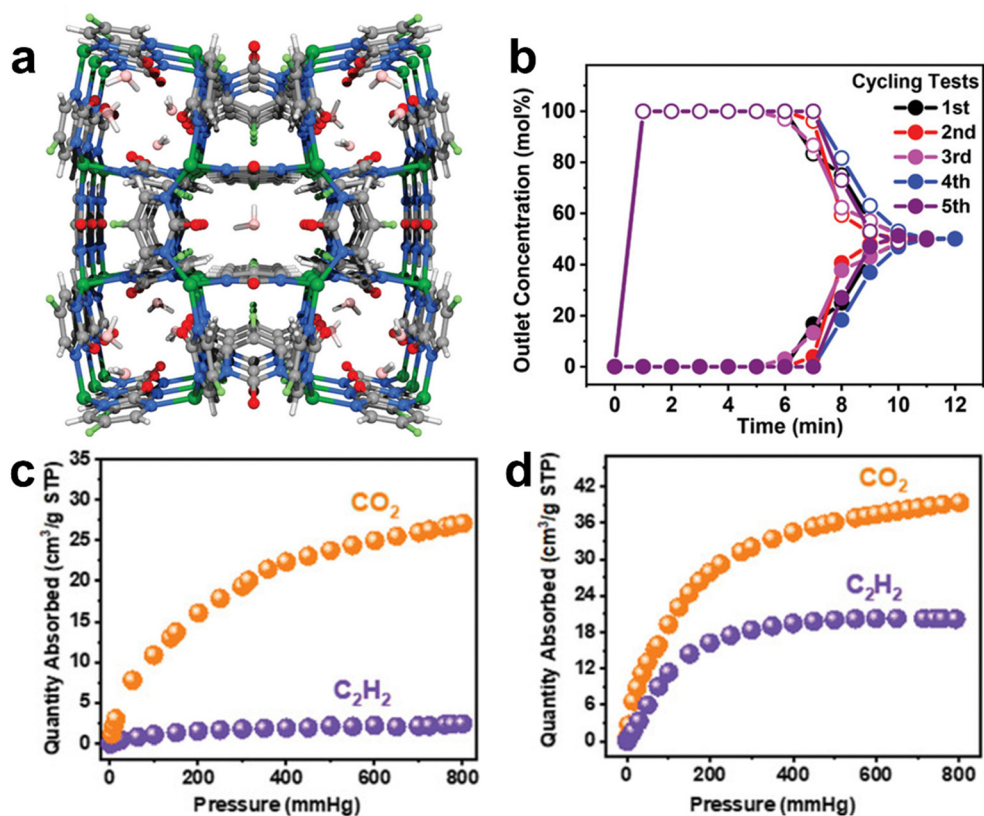 a
b
Outlet Concentration (mol%)
100
80
60
40
20
0
Cycling Tests
1st
2nd
3rd
4th
5th
0 2 4 6 8 10 12
Time (min)
c
Quantity Absorbed (cm³/g STP)
35
30
25
20
15
10
5
0
CO₂
C₂H₂
0 200 400 600 800
Pressure (mmHg)
d
Quantity Absorbed (cm³/g STP)
42
36
30
24
18
12
6
0
CO₂
C₂H₂
0 200 400 600 800
Pressure (mmHg)